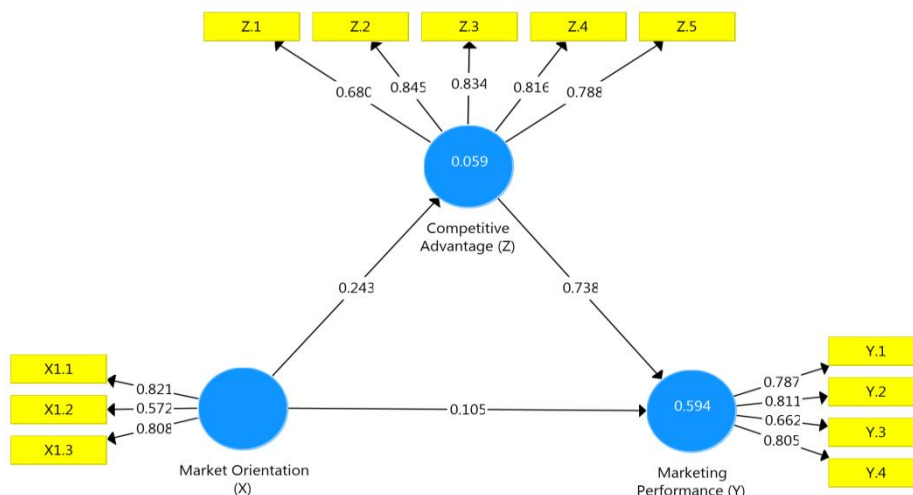 Z.1 Z.2 Z.3 Z.4 Z.5
0.680 0.845 0.834 0.816 0.788
0.059
Competitive
Advantage (Z)
0.243 0.738
X1.1
X1.2
X1.3
0.821
0.572
0.808
Market Orientation
(X)
0.105
0.594
Marketing
Performance (Y)
0.787
0.811
0.662
0.805
Y.1
Y.2
Y.3
Y.4